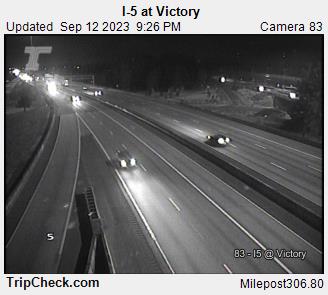 I-5 at Victory
Updated Sep 12 2023 9:26 PM Camera 83
S
83 - I5 @ Victory
TripCheck.com Milepost306.80